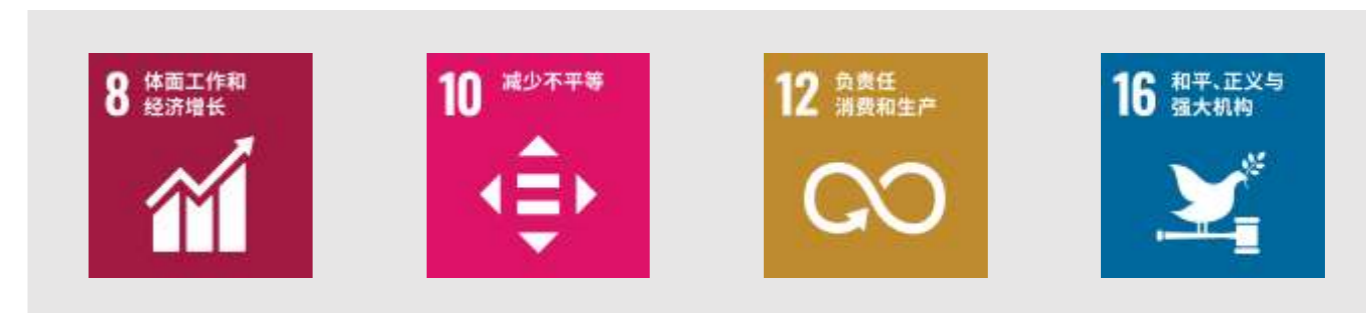 8 体面工作和
经济增长
10 减少不平等
12 负责任
消费和生产
16 和平、正义与
强大机构